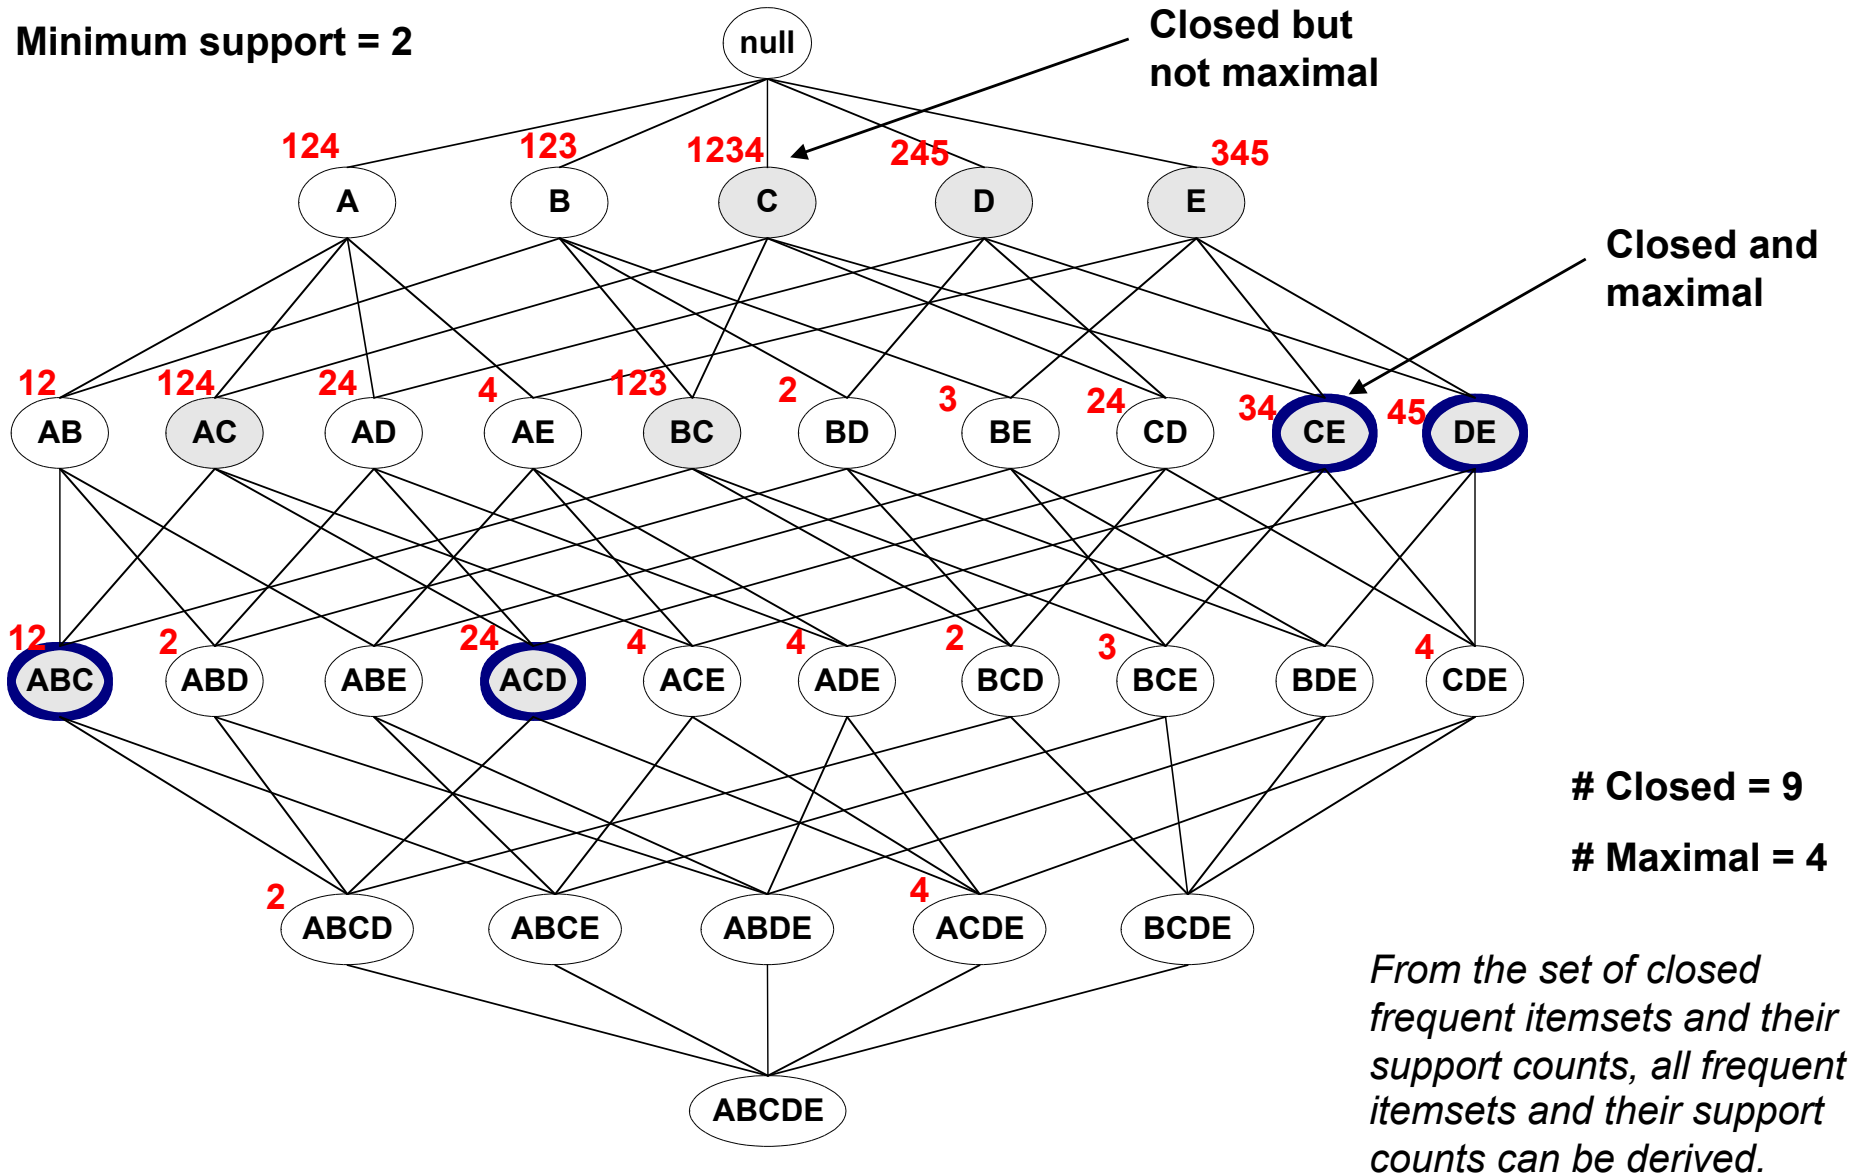 Minimum support = 2
null
Closed but
not maximal
124
123
1234
245
345
A
B
C
D
E
Closed and
maximal
12
124
24
4
123
2
3
24
34
45
AB
AC
AD
AE
BC
BD
BE
CD
CE
DE
12
2
24
4
4
2
3
4
ABC
ABD
ABE
ACD
ACE
ADE
BCD
BCE
BDE
CDE
# Closed = 9
# Maximal = 4
2
4
ABCD
ABCE
ABDE
ACDE
BCDE
From the set of closed
frequent itemsets and their
support counts, all frequent
itemsets and their support
counts can be derived.
ABCDE